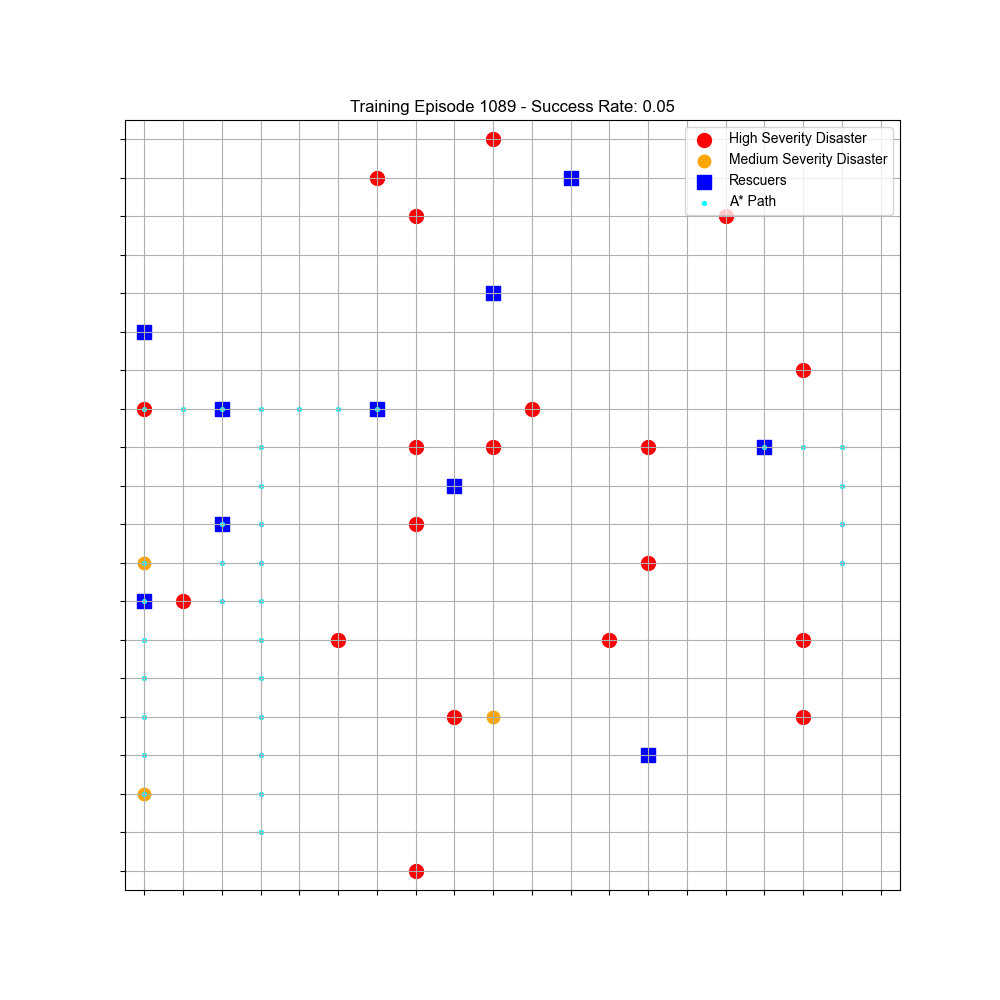 Training Episode 1089 - Success Rate: 0.05
High Severity Disaster
Medium Severity Disaster
Rescuers
A* Path